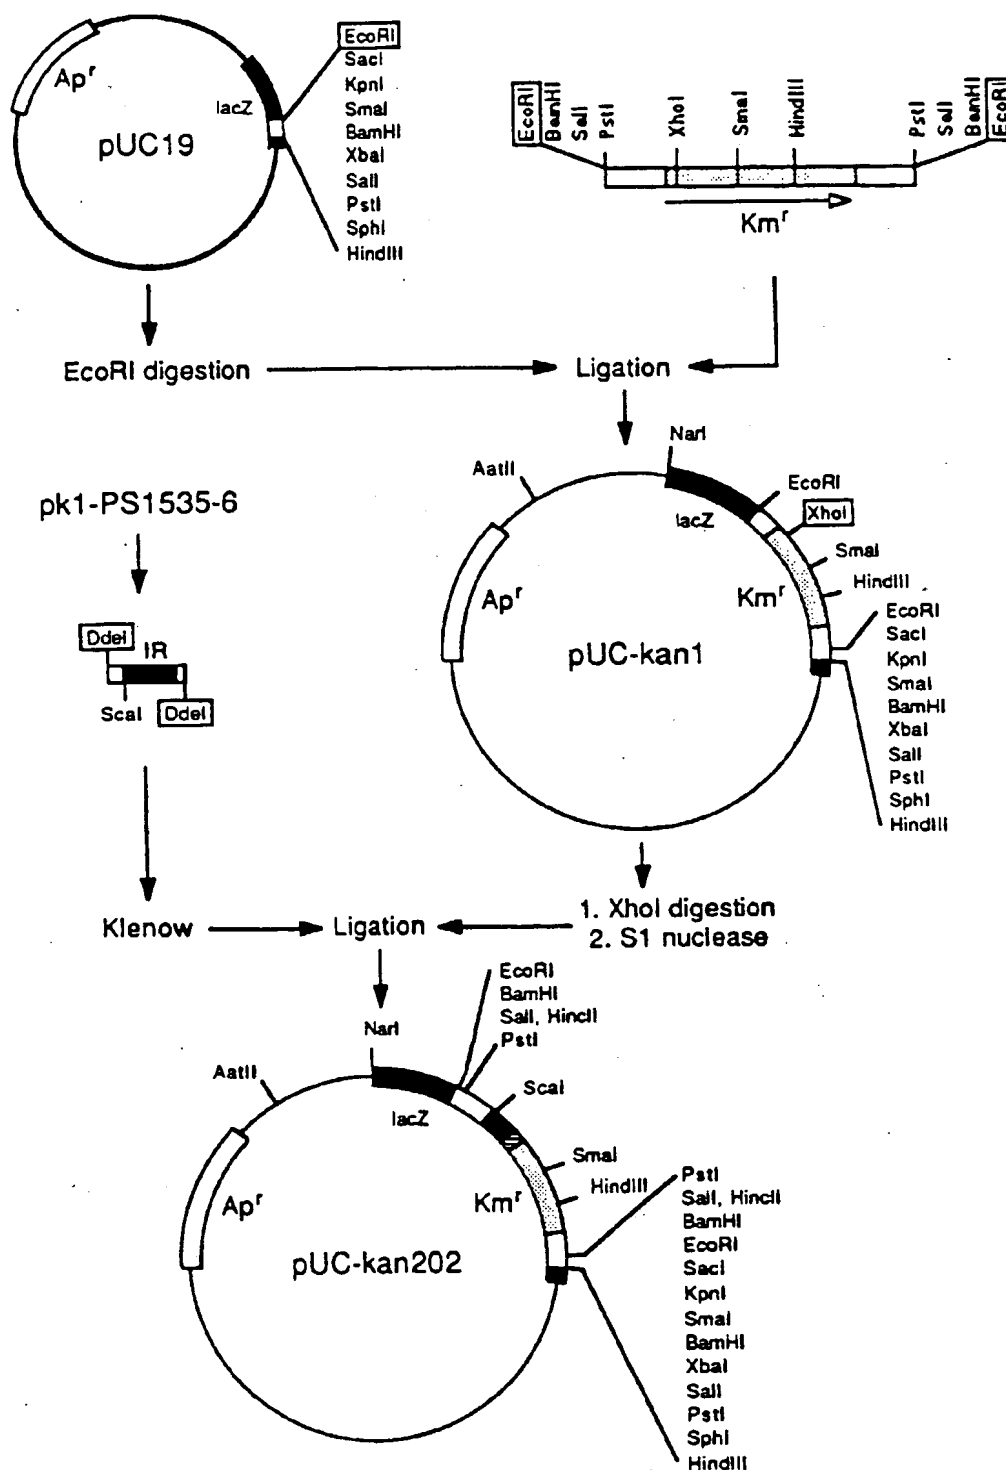 Ap^r
lacZ
pUC19
EcoRI
SacI
KpnI
SmaI
BamHI
XbaI
SalI
PstI
SphI
HindIII
EcoRI
BamHI
SalI
PstI
XhoI
SmaI
HindIII
PstI
SalI
BamHI
EcoRI
Km^r
EcoRI digestion
Ligation
pk1-PS1535-6
DdeI
IR
ScaI
DdeI
AatII
NarI
lacZ
EcoRI
XhoI
SmaI
HindIII
Ap^r
Km^r
pUC-kan1
EcoRI
SacI
KpnI
SmaI
BamHI
XbaI
SalI
PstI
SphI
HindIII
Klenow
Ligation
1. XhoI digestion
2. S1 nuclease
EcoRI
BamHI
SalI, HincII
PstI
NarI
AatII
lacZ
ScaI
SmaI
HindIII
Ap^r
Km^r
pUC-kan202
PstI
SalI, HincII
BamHI
EcoRI
SacI
KpnI
SmaI
BamHI
XbaI
SalI
PstI
SphI
HindIII